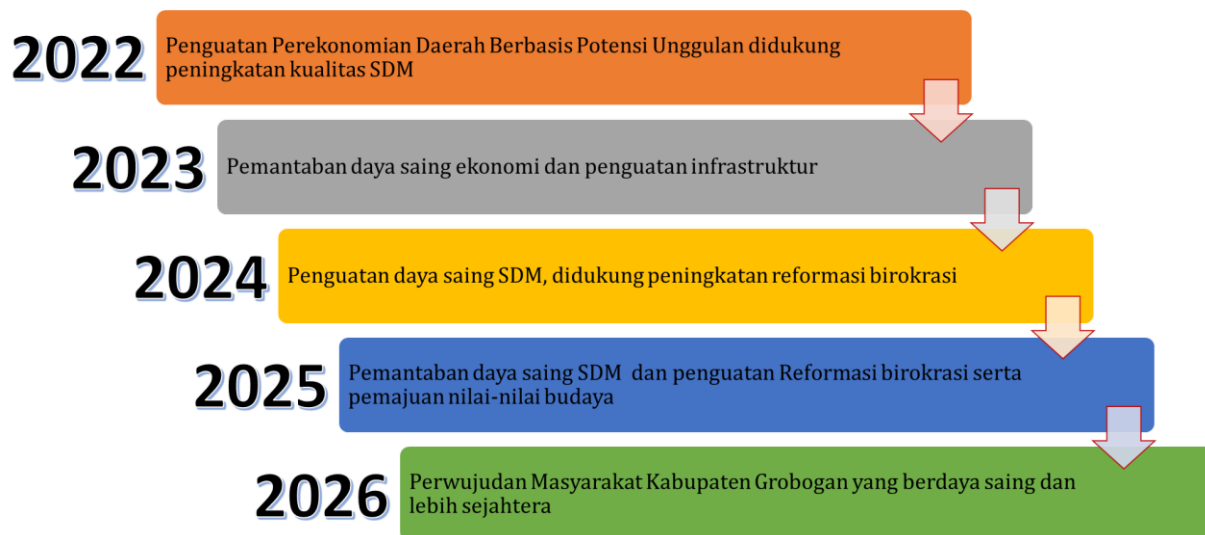 2022
Penguatan Perekonomian Daerah Berbasis Potensi Unggulan didukung
peningkatan kualitas SDM
2023
Pemantaban daya saing ekonomi dan penguatan infrastruktur
2024
Penguatan daya saing SDM, didukung peningkatan reformasi birokrasi
2025
Pemantaban daya saing SDM dan penguatan Reformasi birokrasi serta
pemajuan nilai-nilai budaya
2026
Perwujudan Masyarakat Kabupaten Grobogan yang berdaya saing dan
lebih sejahtera